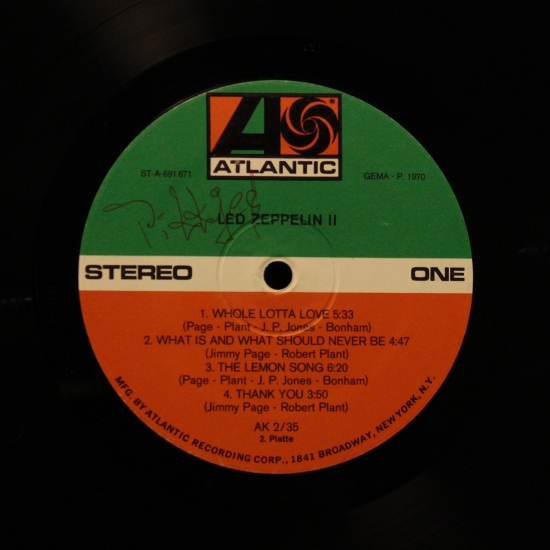 ATLANTIC
ST-A-691671
GEMA · P. 1970
LED ZEPPELIN II
STEREO
ONE
1. WHOLE LOTTA LOVE 5:33
(Page - Plant - J. P. Jones - Bonham)
2. WHAT IS AND WHAT SHOULD NEVER BE 4:47
(Jimmy Page - Robert Plant)
3. THE LEMON SONG 6:20
(Page - Plant - J. P. Jones - Bonham)
4. THANK YOU 3:50
(Jimmy Page - Robert Plant)
AK 2/35
2. Platte
MFG. BY ATLANTIC RECORDING CORP., 1841 BROADWAY, NEW YORK, N.Y.